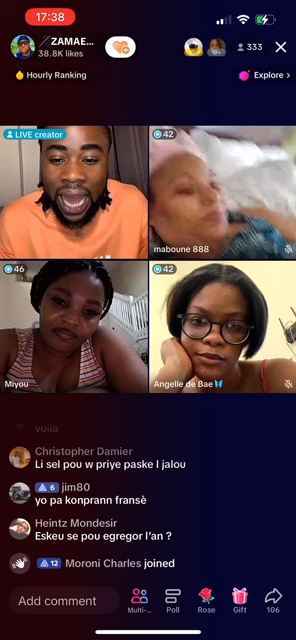 17:38
ZAMAE...
38.8K likes
10+
333
Hourly Ranking
Explore >
LIVE creator
42
maboune 888
46
42
Miyou
Angelle de Bae
voila
Christopher Damier
Li sel pou w priye paske l jalou
6 jim80
yo pa konprann fransè
Heintz Mondesir
Eskeu se pou egregor l'an ?
12 Moroni Charles joined
Add comment
Multi-...
Poll
Rose
Gift
106